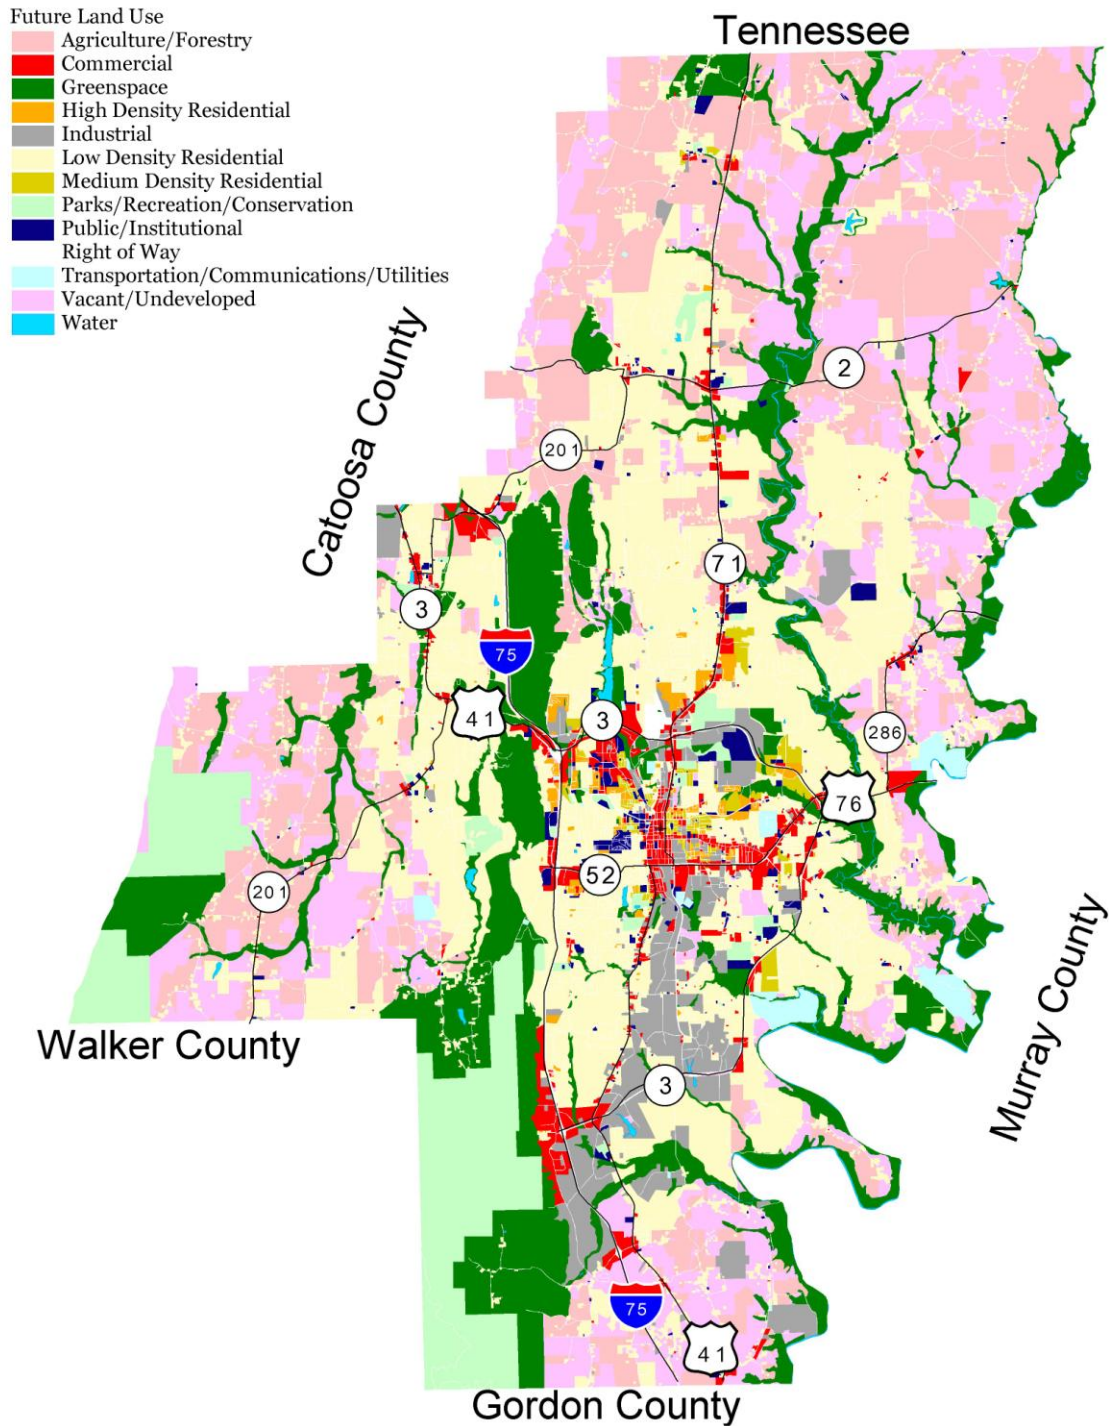 Future Land Use
Agriculture/Forestry
Commercial
Greenspace
High Density Residential
Industrial
Low Density Residential
Medium Density Residential
Parks/Recreation/Conservation
Public/Institutional
Right of Way
Transportation/Communications/Utilities
Vacant/Undeveloped
Water
Tennessee
Catoosa County
2
201
71
3
75
41
3
286
76
52
201
Walker County
Murray County
3
75
41
Gordon County